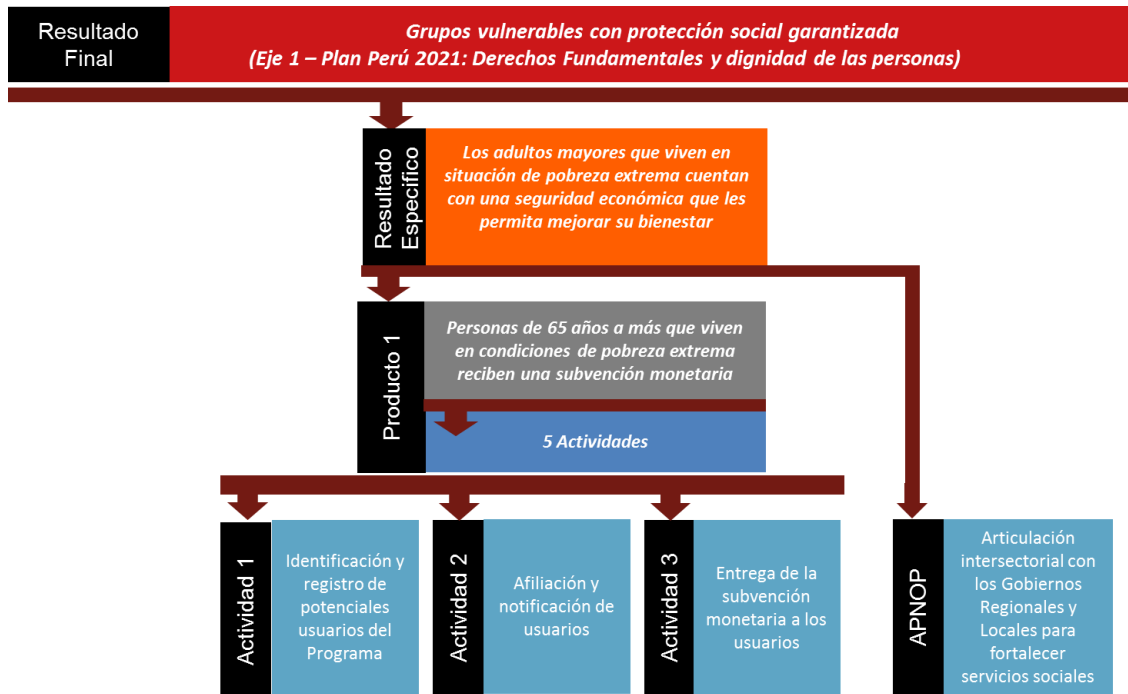 Resultado
Final
Grupos vulnerables con protección social garantizada
(Eje 1 – Plan Perú 2021: Derechos Fundamentales y dignidad de las personas)
Resultado
Especifico
Los adultos mayores que viven en
situación de pobreza extrema cuentan
con una seguridad económica que les
permita mejorar su bienestar
Producto 1
Personas de 65 años a más que viven
en condiciones de pobreza extrema
reciben una subvención monetaria
5 Actividades
Actividad 1
Identificación y
registro de
potenciales
usuarios del
Programa
Actividad 2
Afiliación y
notificación de
usuarios
Actividad 3
Entrega de la
subvención
monetaria a los
usuarios
APNOP
Articulación
intersectorial con
los Gobiernos
Regionales y
Locales para
fortalecer
servicios sociales